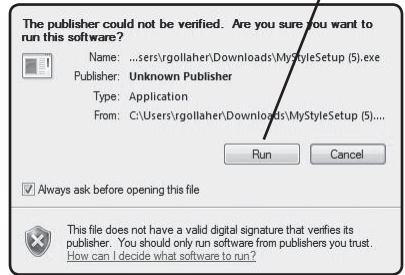 The publisher could not be verified. Are you sure you want to
run this software?
Name: ...sers\rgollaher\Downloads\MyStyleSetup (5).exe
Publisher: Unknown Publisher
Type: Application
From: C:\Users\rgollaher\Downloads\MyStyleSetup (5)....
Run
Cancel
Always ask before opening this file
This file does not have a valid digital signature that verifies its
publisher. You should only run software from publishers you trust.
How can I decide what software to run?